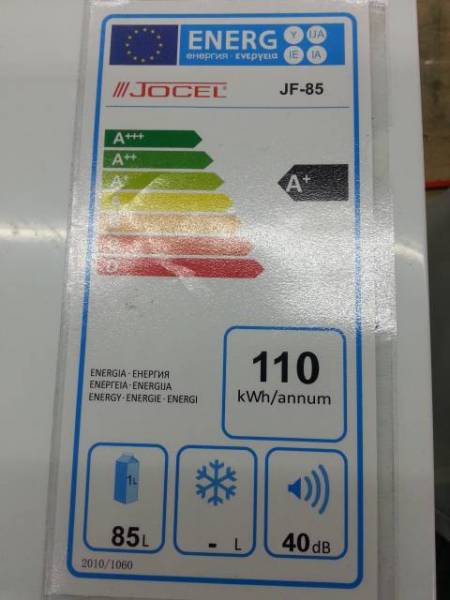 ENERG Y IJA
енергия · ενεργεια IE IA
JOCEL® JF-85
A+++
A++
A+ A+
D
110
kWh/annum
ENERGIA · ЕНЕРГИЯ
ΕΝΕΡΓΕΙΑ · ENERGIJA
ENERGY · ENERGIE · ENERGI
1L
85L - L 40dB
2010/1060